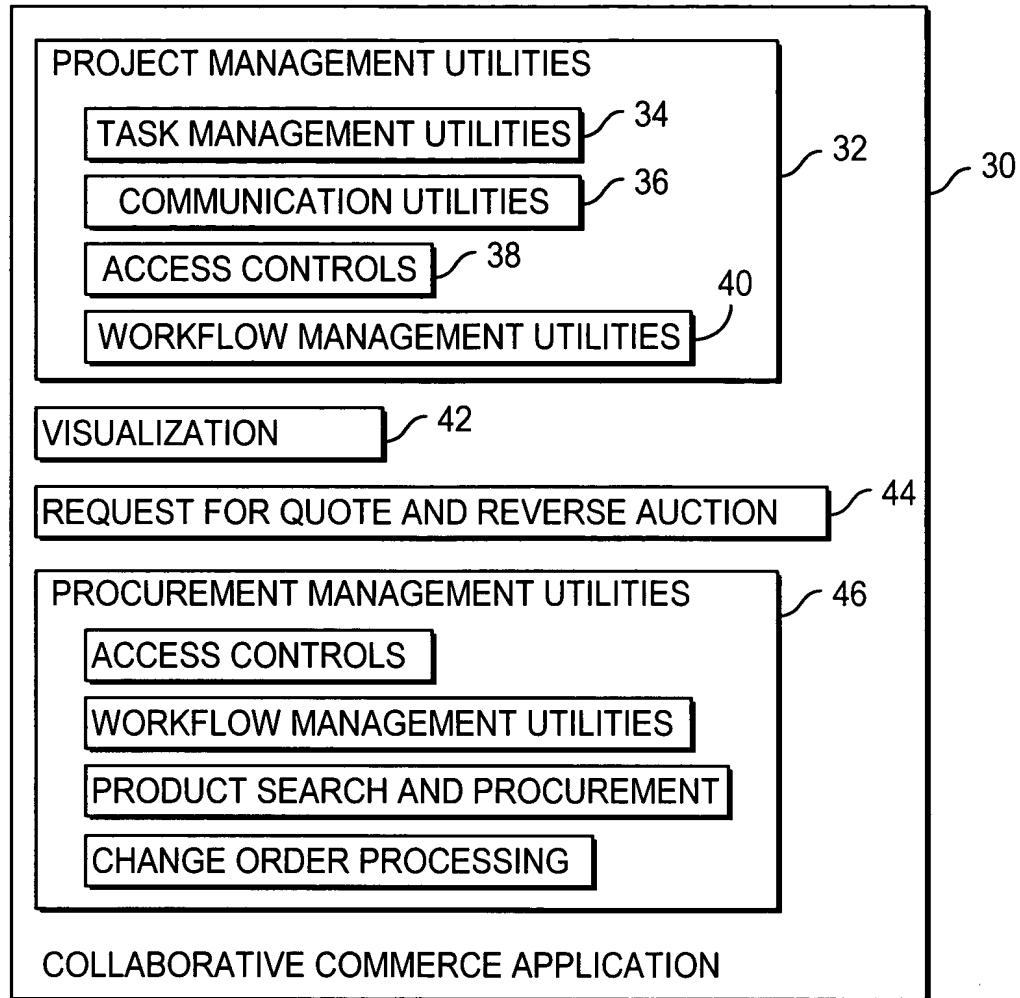 PROJECT MANAGEMENT UTILITIES
TASK MANAGEMENT UTILITIES 34
COMMUNICATION UTILITIES 36
ACCESS CONTROLS 38
WORKFLOW MANAGEMENT UTILITIES 40
32
30
VISUALIZATION 42
REQUEST FOR QUOTE AND REVERSE AUCTION 44
PROCUREMENT MANAGEMENT UTILITIES 46
ACCESS CONTROLS
WORKFLOW MANAGEMENT UTILITIES
PRODUCT SEARCH AND PROCUREMENT
CHANGE ORDER PROCESSING
COLLABORATIVE COMMERCE APPLICATION